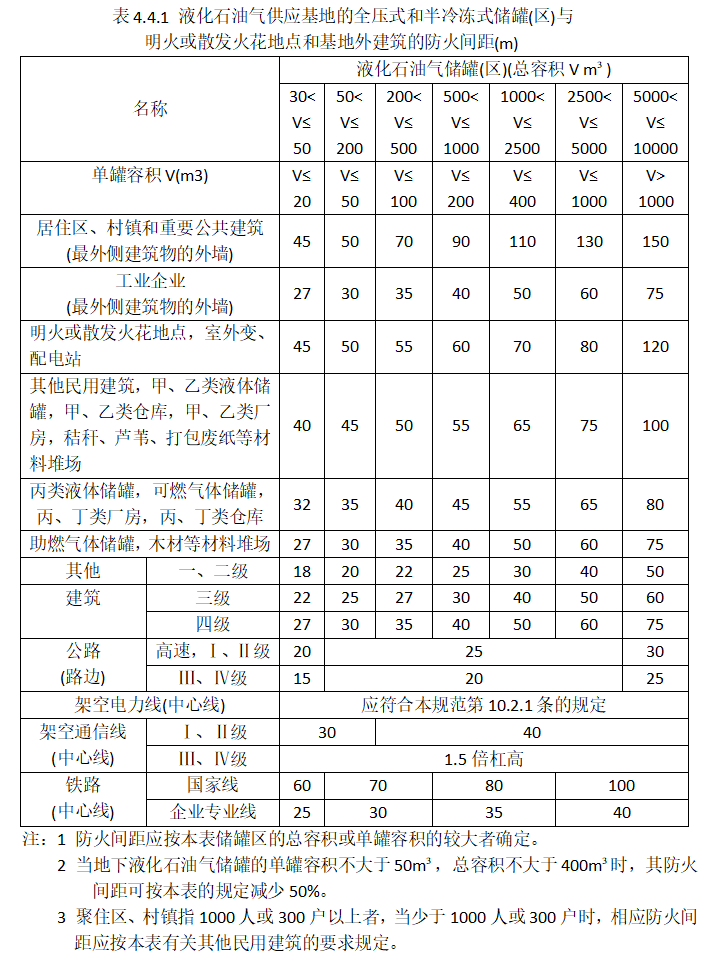 表 4.4.1 液化石油气供应基地的全压式和半冷冻式储罐(区)与
明火或散发火花地点和基地外建筑的防火间距(m)
名称
液化石油气储罐(区)(总容积 V m³ )
30< 50< 200< 500< 1000< 2500< 5000<
V≤ V≤ V≤ V≤ V≤ V≤ V≤
50 200 500 1000 2500 5000 10000
单罐容积 V(m3)
V≤ V≤ V≤ V≤ V≤ V≤ V>
20 50 100 200 400 1000 1000
居住区、村镇和重要公共建筑
(最外侧建筑物的外墙)
45 50 70 90 110 130 150
工业企业
(最外侧建筑物的外墙)
27 30 35 40 50 60 75
明火或散发火花地点，室外变、
配电站
45 50 55 60 70 80 120
其他民用建筑，甲、乙类液体储
罐，甲、乙类仓库，甲、乙类厂
房，秸秆、芦苇、打包废纸等材
料堆场
40 45 50 55 65 75 100
丙类液体储罐，可燃气体储罐，
丙、丁类厂房，丙、丁类仓库
32 35 40 45 55 65 80
助燃气体储罐，木材等材料堆场 27 30 35 40 50 60 75
其他 一、二级 18 20 22 25 30 40 50
建筑 三级 22 25 27 30 40 50 60
四级 27 30 35 40 50 60 75
公路 高速，Ⅰ、Ⅱ级 20 25 30
(路边) Ⅲ、Ⅳ级 15 20 25
架空电力线(中心线) 应符合本规范第 10.2.1 条的规定
架空通信线 Ⅰ、Ⅱ级 30 40
(中心线) Ⅲ、Ⅳ级 1.5 倍杠高
铁路 国家线 60 70 80 100
(中心线) 企业专业线 25 30 35 40
注：1 防火间距应按本表储罐区的总容积或单罐容积的较大者确定。
2 当地下液化石油气储罐的单罐容积不大于 50m³，总容积不大于 400m³ 时，其防火
间距可按本表的规定减少 50%。
3 聚住区、村镇指 1000 人或 300 户以上者，当少于 1000 人或 300 户时，相应防火间
距应按本表有关其他民用建筑的要求规定。